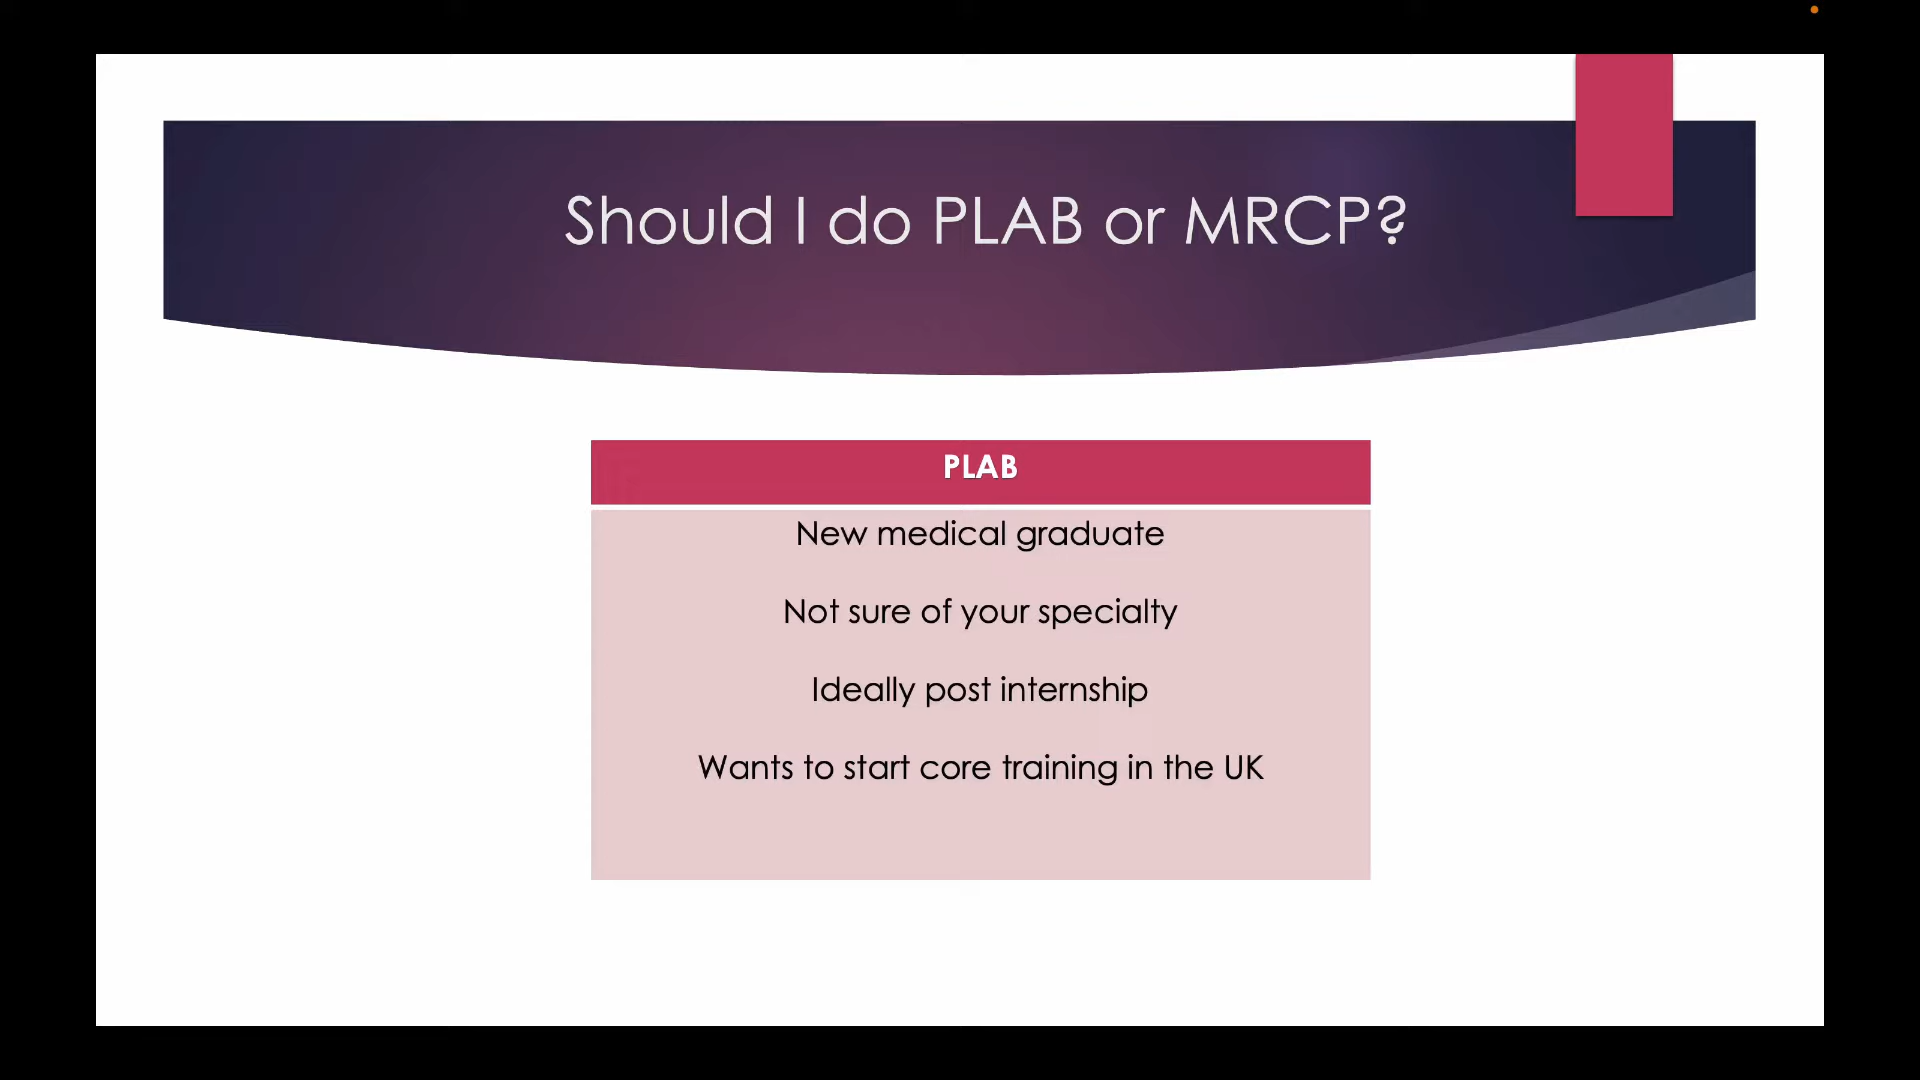 Should I do PLAB or MRCP?
PLAB
New medical graduate
Not sure of your specialty
Ideally post internship
Wants to start core training in the UK